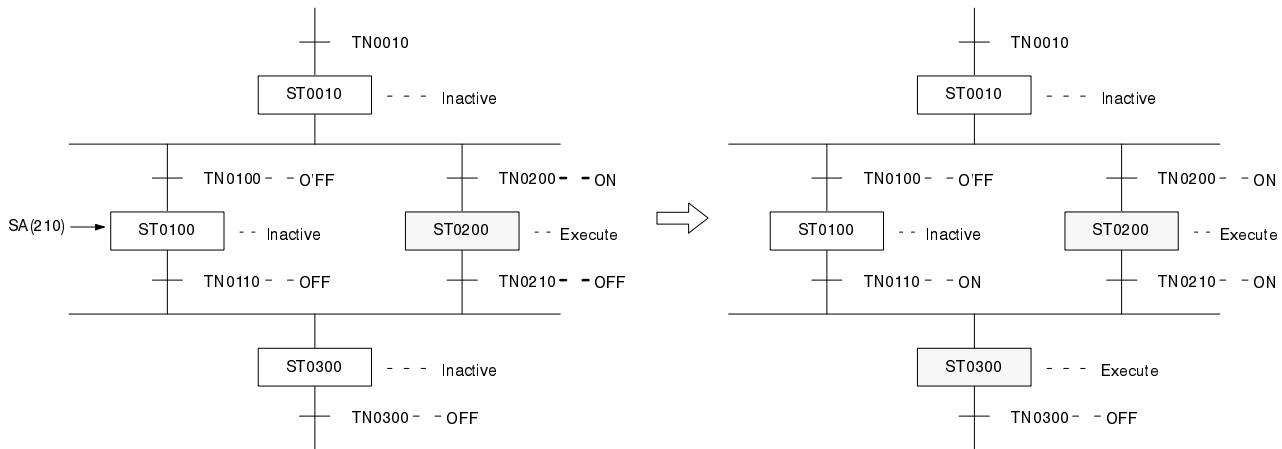 TN0010
ST0010 - - - Inactive
TN0100 - - O'FF
TN0200 - - ON
SA(210)
ST0100 - - Inactive
ST0200 - - Execute
TN0110 - - OFF
TN0210 - - OFF
ST0300 - - - Inactive
TN0300 - - OFF
TN0010
ST0010 - - - Inactive
TN0100 - - O'FF
TN0200 - - ON
ST0100 - - Inactive
ST0200 - - Execute
TN0110 - - ON
TN0210 - - ON
ST0300 - - - Execute
TN0300 - - OFF